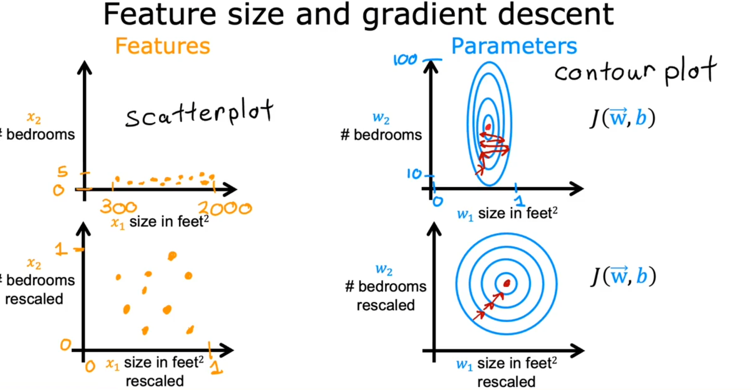 Feature size and gradient descent
Features
x₂
# bedrooms
scatterplot
5
0
300
2000
x₁ size in feet²
1
x₂
# bedrooms
rescaled
0
0
x₁ size in feet²
1
rescaled
Parameters
100
w₂
# bedrooms
contour plot
J(w⃗, b)
10
0
1
w₁ size in feet²
w₂
# bedrooms
rescaled
J(w⃗, b)
w₁ size in feet²
rescaled